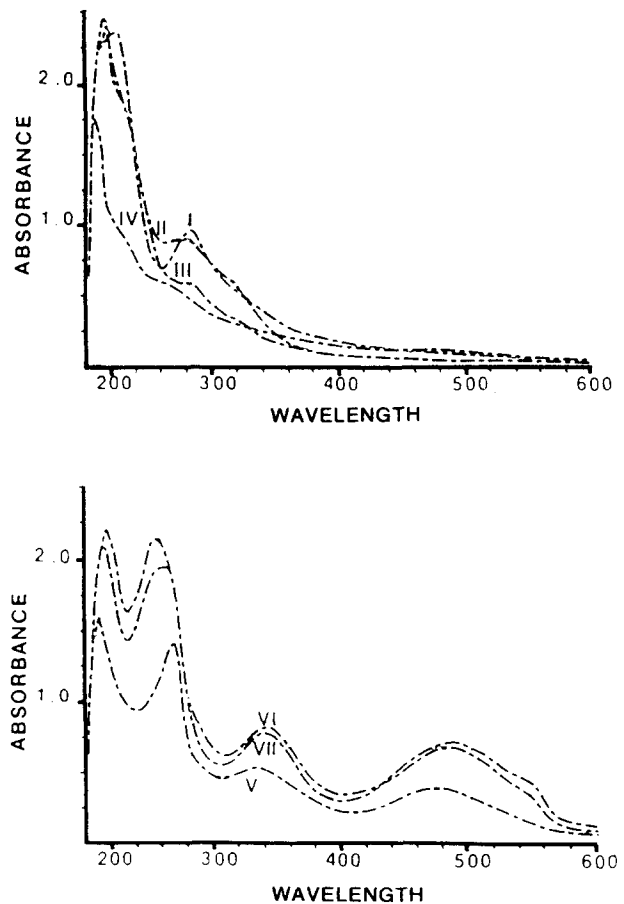 2.0
1.0
ABSORBANCE
IV
II
I
III
200
300
400
500
600
WAVELENGTH
2.0
1.0
ABSORBANCE
VI
VII
V
200
300
400
500
600
WAVELENGTH